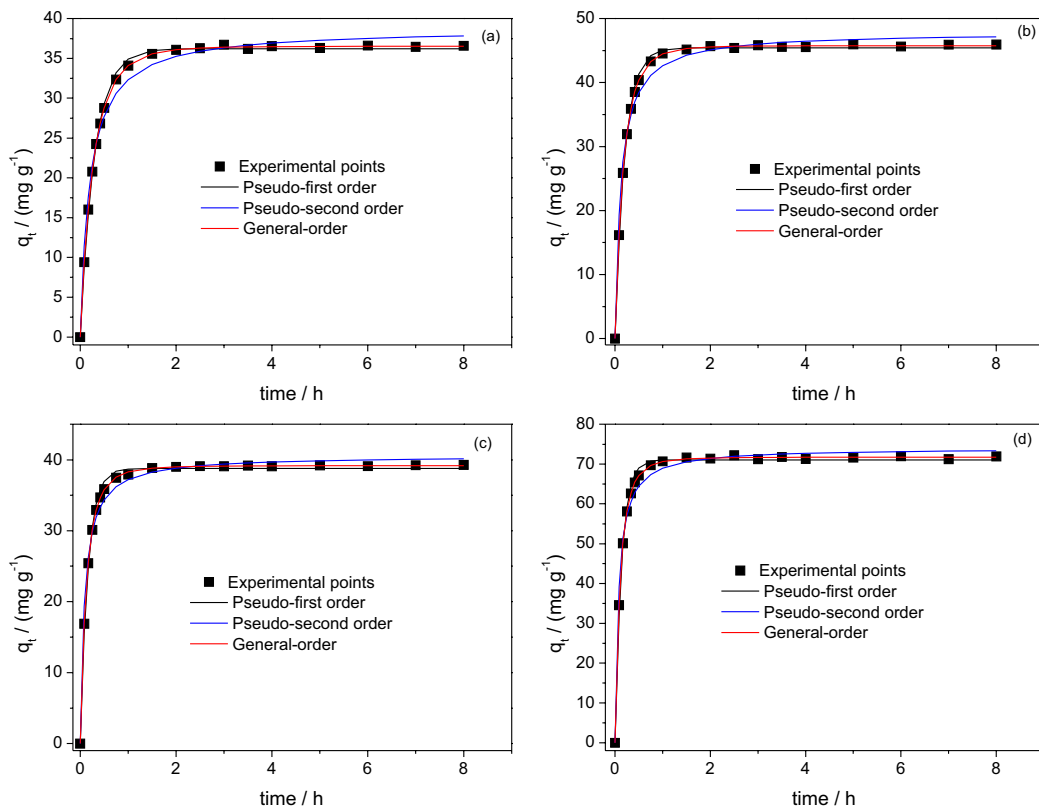 (a)
40
35
30
25
20
15
10
5
0
q_t / (mg g⁻¹)
Experimental points
Pseudo-first order
Pseudo-second order
General-order
0 2 4 6 8
time / h
(b)
50
40
30
20
10
0
q_t / (mg g⁻¹)
Experimental points
Pseudo-first order
Pseudo-second order
General-order
0 2 4 6 8
time / h
(c)
40
30
20
10
0
q_t / (mg g⁻¹)
Experimental points
Pseudo-first order
Pseudo-second order
General-order
0 2 4 6 8
time / h
(d)
80
70
60
50
40
30
20
10
0
q_t / (mg g⁻¹)
Experimental points
Pseudo-first order
Pseudo-second order
General-order
0 2 4 6 8
time / h